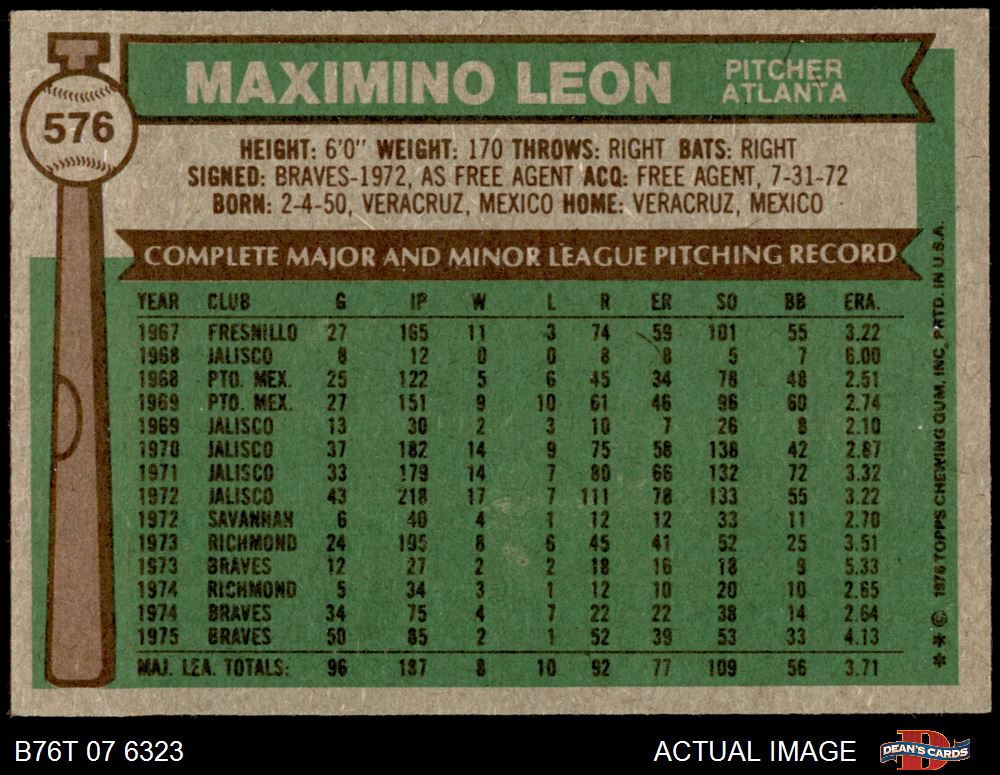 576
MAXIMINO LEON
PITCHER
ATLANTA
HEIGHT: 6'0" WEIGHT: 170 THROWS: RIGHT BATS: RIGHT
SIGNED: BRAVES-1972, AS FREE AGENT ACQ: FREE AGENT, 7-31-72
BORN: 2-4-50, VERACRUZ, MEXICO HOME: VERACRUZ, MEXICO
COMPLETE MAJOR AND MINOR LEAGUE PITCHING RECORD
YEAR CLUB G IP W L R ER SO BB ERA.
1967 FRESNILLO 27 165 11 3 74 59 101 55 3.22
1968 JALISCO 8 12 0 0 8 8 5 7 6.00
1968 PTO. MEX. 25 122 5 6 45 34 78 48 2.51
1969 PTO. MEX. 27 151 9 10 61 46 96 60 2.74
1969 JALISCO 13 30 2 3 10 7 26 8 2.10
1970 JALISCO 37 182 14 9 75 58 138 42 2.87
1971 JALISCO 33 179 14 7 80 66 132 72 3.32
1972 JALISCO 43 218 17 7 111 78 133 55 3.22
1972 SAVANNAH 6 40 4 1 12 12 33 11 2.70
1973 RICHMOND 24 105 8 6 45 41 52 25 3.51
1973 BRAVES 12 27 2 2 18 16 18 9 5.33
1974 RICHMOND 5 34 3 1 12 10 20 10 2.65
1974 BRAVES 34 75 4 7 22 22 38 14 2.64
1975 BRAVES 50 85 2 1 52 39 53 33 4.13
MAJ. LEA. TOTALS: 96 187 8 10 92 77 109 56 3.71
** © 1976 TOPPS CHEWING GUM, INC. PRTD. IN U.S.A.
B76T 07 6323
ACTUAL IMAGE
D
DEAN'S CARDS